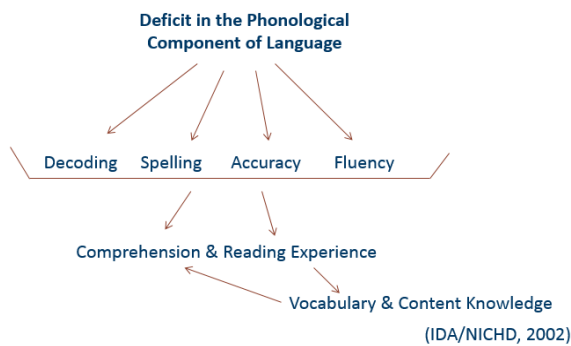 Deficit in the Phonological
Component of Language
Decoding Spelling Accuracy Fluency
Comprehension & Reading Experience
Vocabulary & Content Knowledge
(IDA/NICHD, 2002)